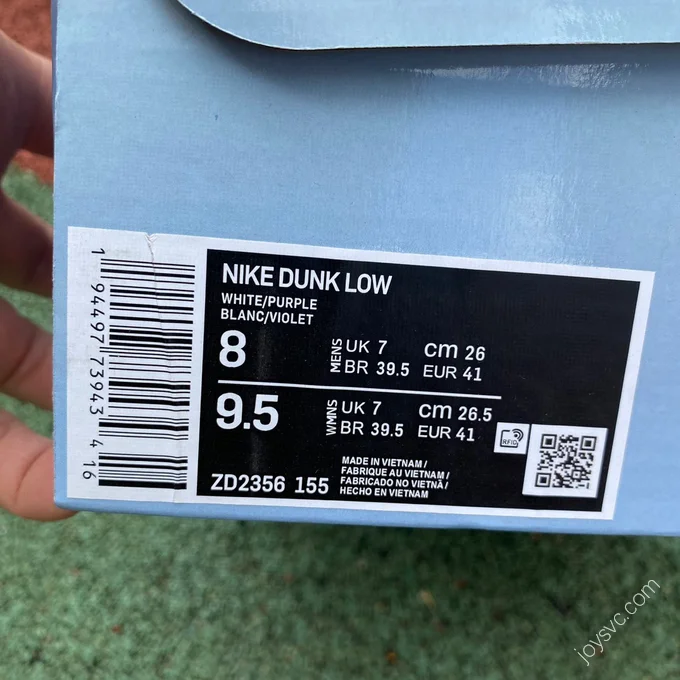 NIKE DUNK LOW
WHITE/PURPLE
BLANC/VIOLET
8 MENS UK 7 cm 26
BR 39.5 EUR 41
9.5 WMNS UK 7 cm 26.5
BR 39.5 EUR 41
RFID
ZD2356 155
MADE IN VIETNAM /
FABRIQUE AU VIETNAM /
FABRICADO NO VIETNÃ /
HECHO EN VIETNAM
1 94497 73943 4 16
joysvc.com